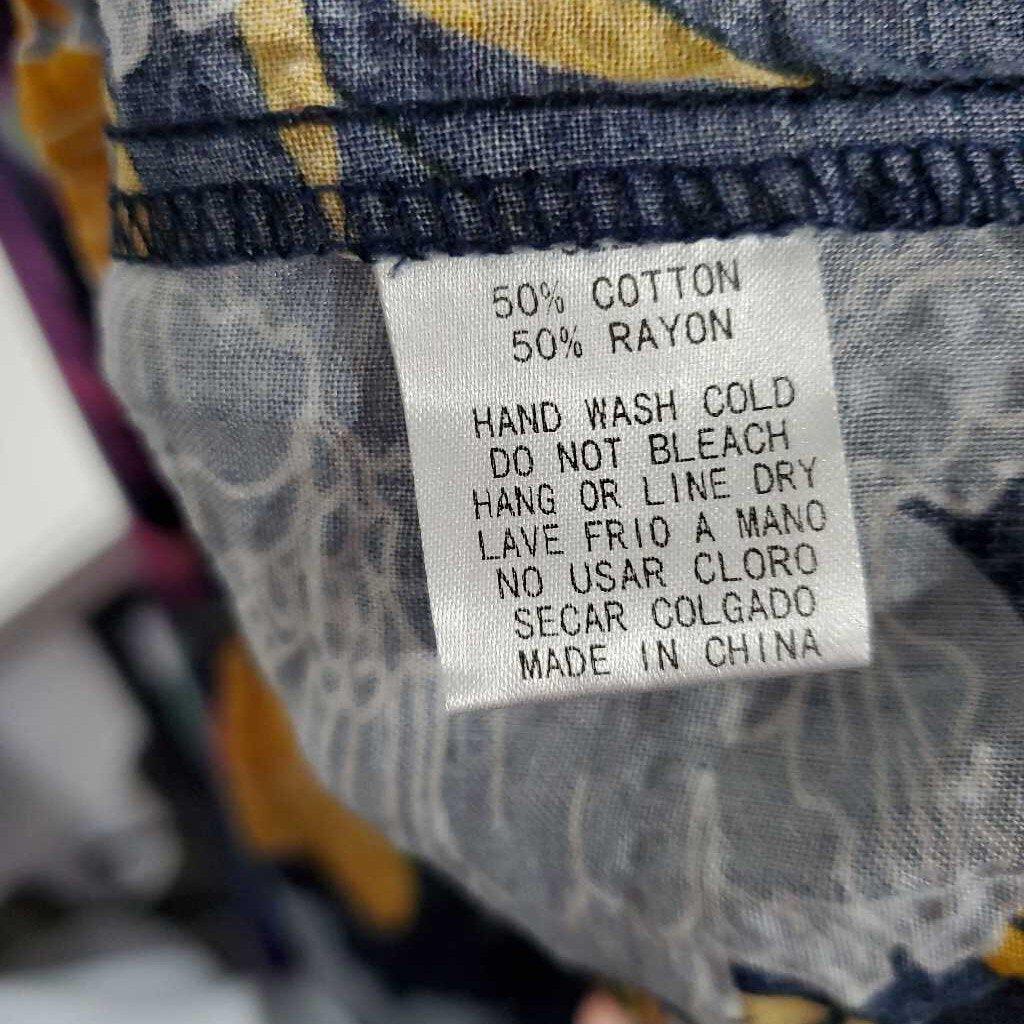 50% COTTON
50% RAYON
HAND WASH COLD
DO NOT BLEACH
HANG OR LINE DRY
LAVE FRIO A MANO
NO USAR CLORO
SECAR COLGADO
MADE IN CHINA